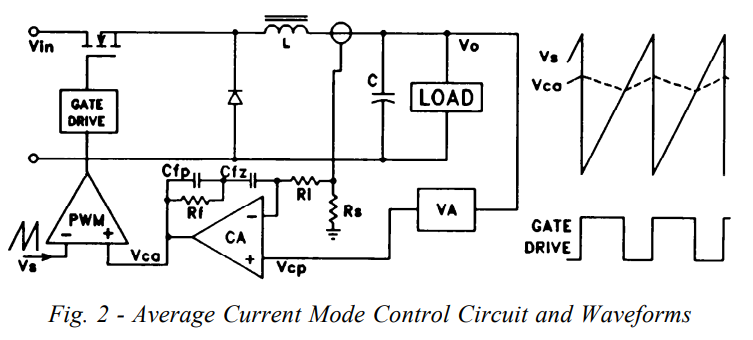 Vin
L
Vo
C
LOAD
GATE
DRIVE
Cfp
Cfz
Rf
Rl
Rs
VA
PWM
-
+
Vs
Vca
CA
-
+
Vcp
Vs
Vca
GATE
DRIVE
Fig. 2 - Average Current Mode Control Circuit and Waveforms